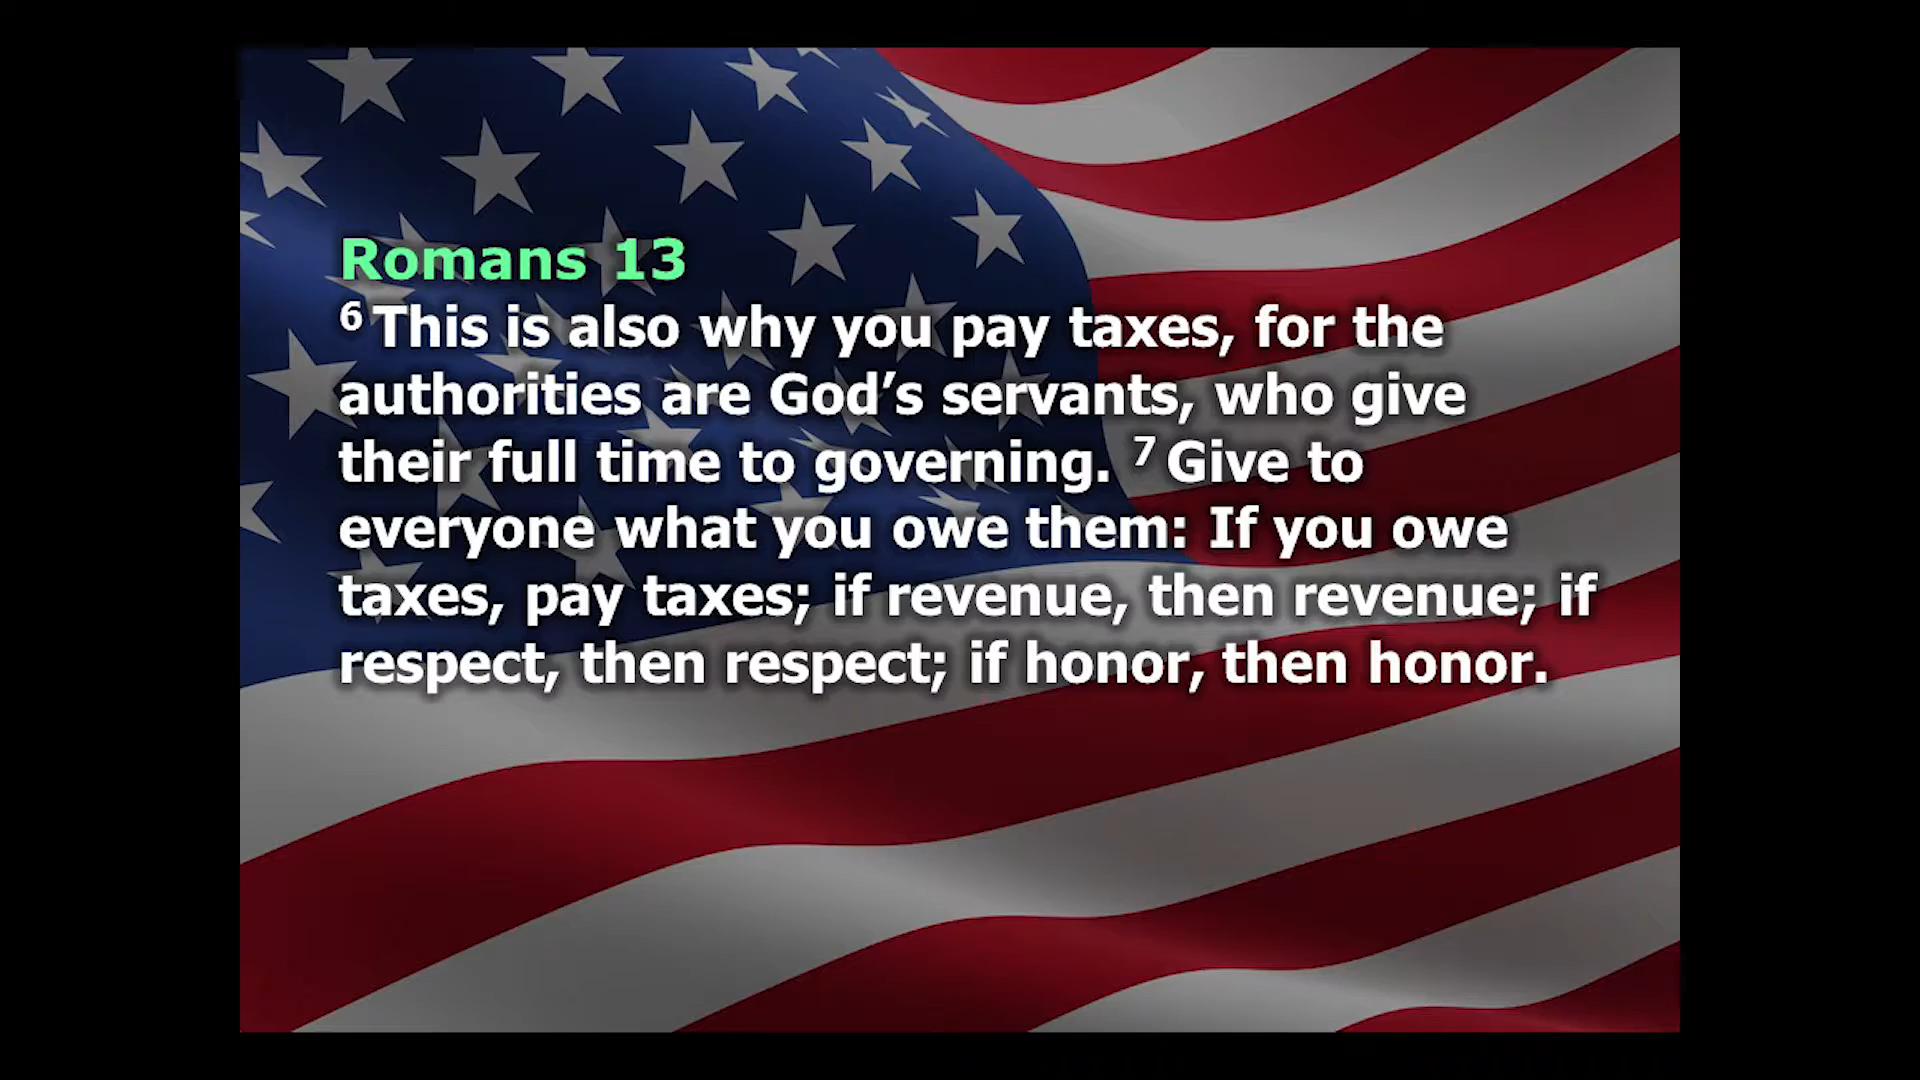 Romans 13
6 This is also why you pay taxes, for the
authorities are God’s servants, who give
their full time to governing. 7 Give to
everyone what you owe them: If you owe
taxes, pay taxes; if revenue, then revenue; if
respect, then respect; if honor, then honor.